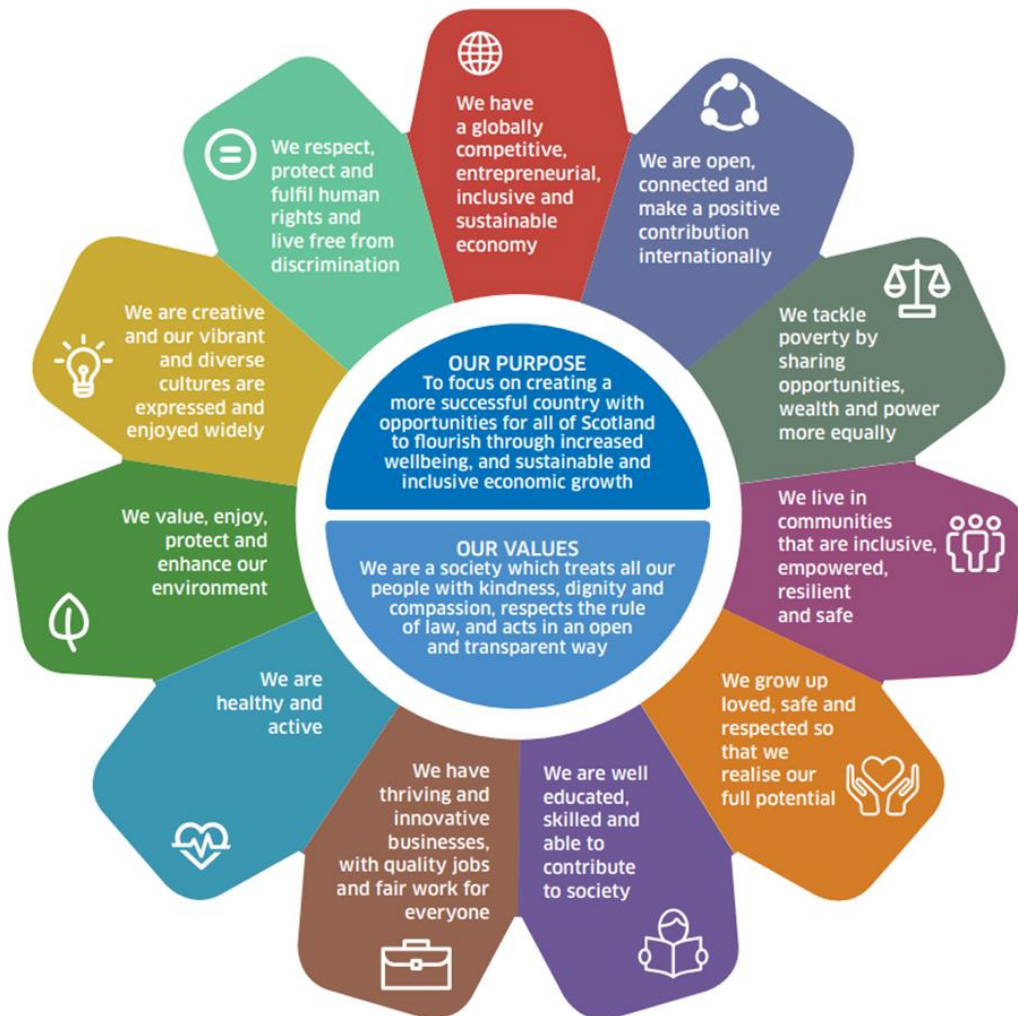 We have
a globally
competitive,
entrepreneurial,
inclusive and
sustainable
economy
We are open,
connected and
make a positive
contribution
internationally
We tackle
poverty by
sharing
opportunities,
wealth and power
more equally
We live in
communities
that are inclusive,
empowered,
resilient
and safe
We grow up
loved, safe and
respected so
that we
realise our
full potential
We are well
educated,
skilled and
able to
contribute
to society
We have
thriving and
innovative
businesses,
with quality jobs
and fair work for
everyone
We are
healthy and
active
We value, enjoy,
protect and
enhance our
environment
We are creative
and our vibrant
and diverse
cultures are
expressed and
enjoyed widely
We respect,
protect and
fulfil human
rights and
live free from
discrimination
OUR PURPOSE
To focus on creating a
more successful country with
opportunities for all of Scotland
to flourish through increased
wellbeing, and sustainable and
inclusive economic growth
OUR VALUES
We are a society which treats all our
people with kindness, dignity and
compassion, respects the rule
of law, and acts in an open
and transparent way